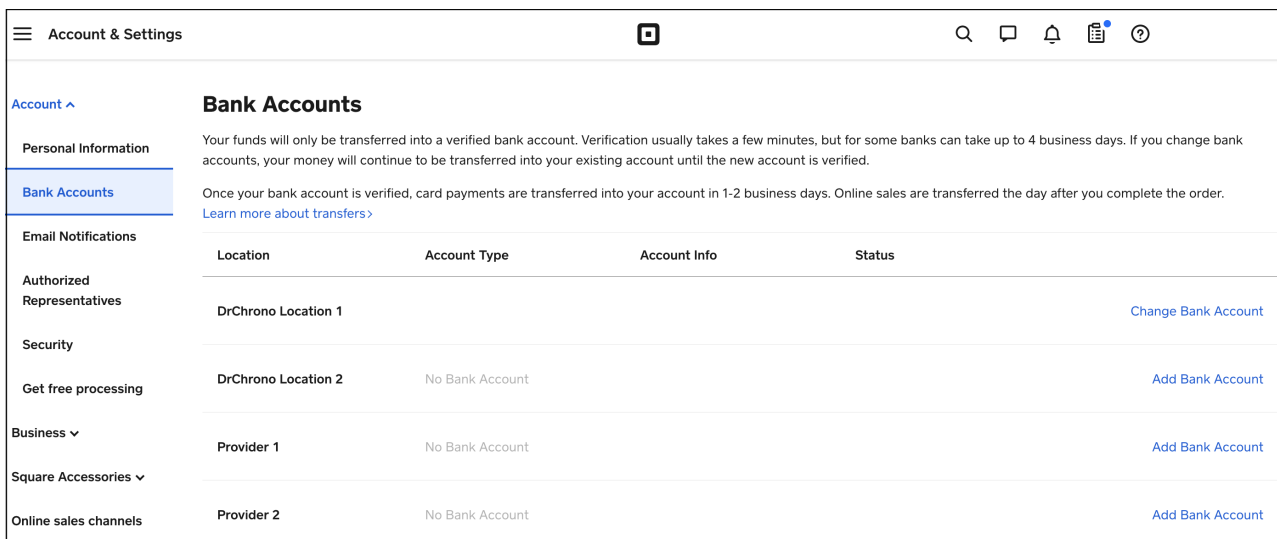 Account & Settings
Account
Personal Information
Bank Accounts
Email Notifications
Authorized
Representatives
Security
Get free processing
Business
Square Accessories
Online sales channels
Bank Accounts
Your funds will only be transferred into a verified bank account. Verification usually takes a few minutes, but for some banks can take up to 4 business days. If you change bank
accounts, your money will continue to be transferred into your existing account until the new account is verified.
Once your bank account is verified, card payments are transferred into your account in 1-2 business days. Online sales are transferred the day after you complete the order.
Learn more about transfers>
Location Account Type Account Info Status
DrChrono Location 1 Change Bank Account
DrChrono Location 2 No Bank Account Add Bank Account
Provider 1 No Bank Account Add Bank Account
Provider 2 No Bank Account Add Bank Account